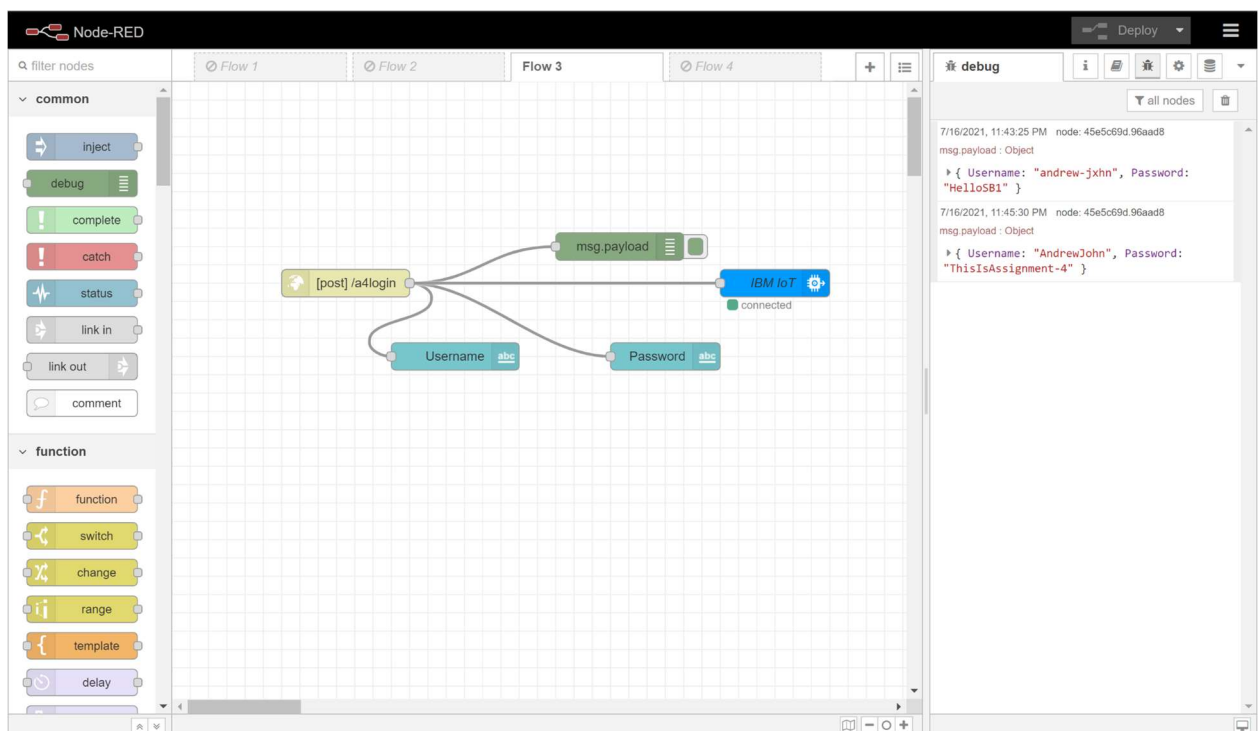 Node-RED
Deploy
filter nodes
Flow 1
Flow 2
Flow 3
Flow 4
debug
i
all nodes
common
inject
debug
complete
catch
status
link in
link out
comment
function
function
switch
change
range
template
delay
[post] /a4login
msg.payload
IBM IoT
connected
Username
abc
Password
abc
7/16/2021, 11:43:25 PM node: 45e5c69d.96aad8
msg.payload : Object
{ Username: "andrew-jxhn", Password:
"HelloSB1" }
7/16/2021, 11:45:30 PM node: 45e5c69d.96aad8
msg.payload : Object
{ Username: "AndrewJohn", Password:
"ThisIsAssignment-4" }